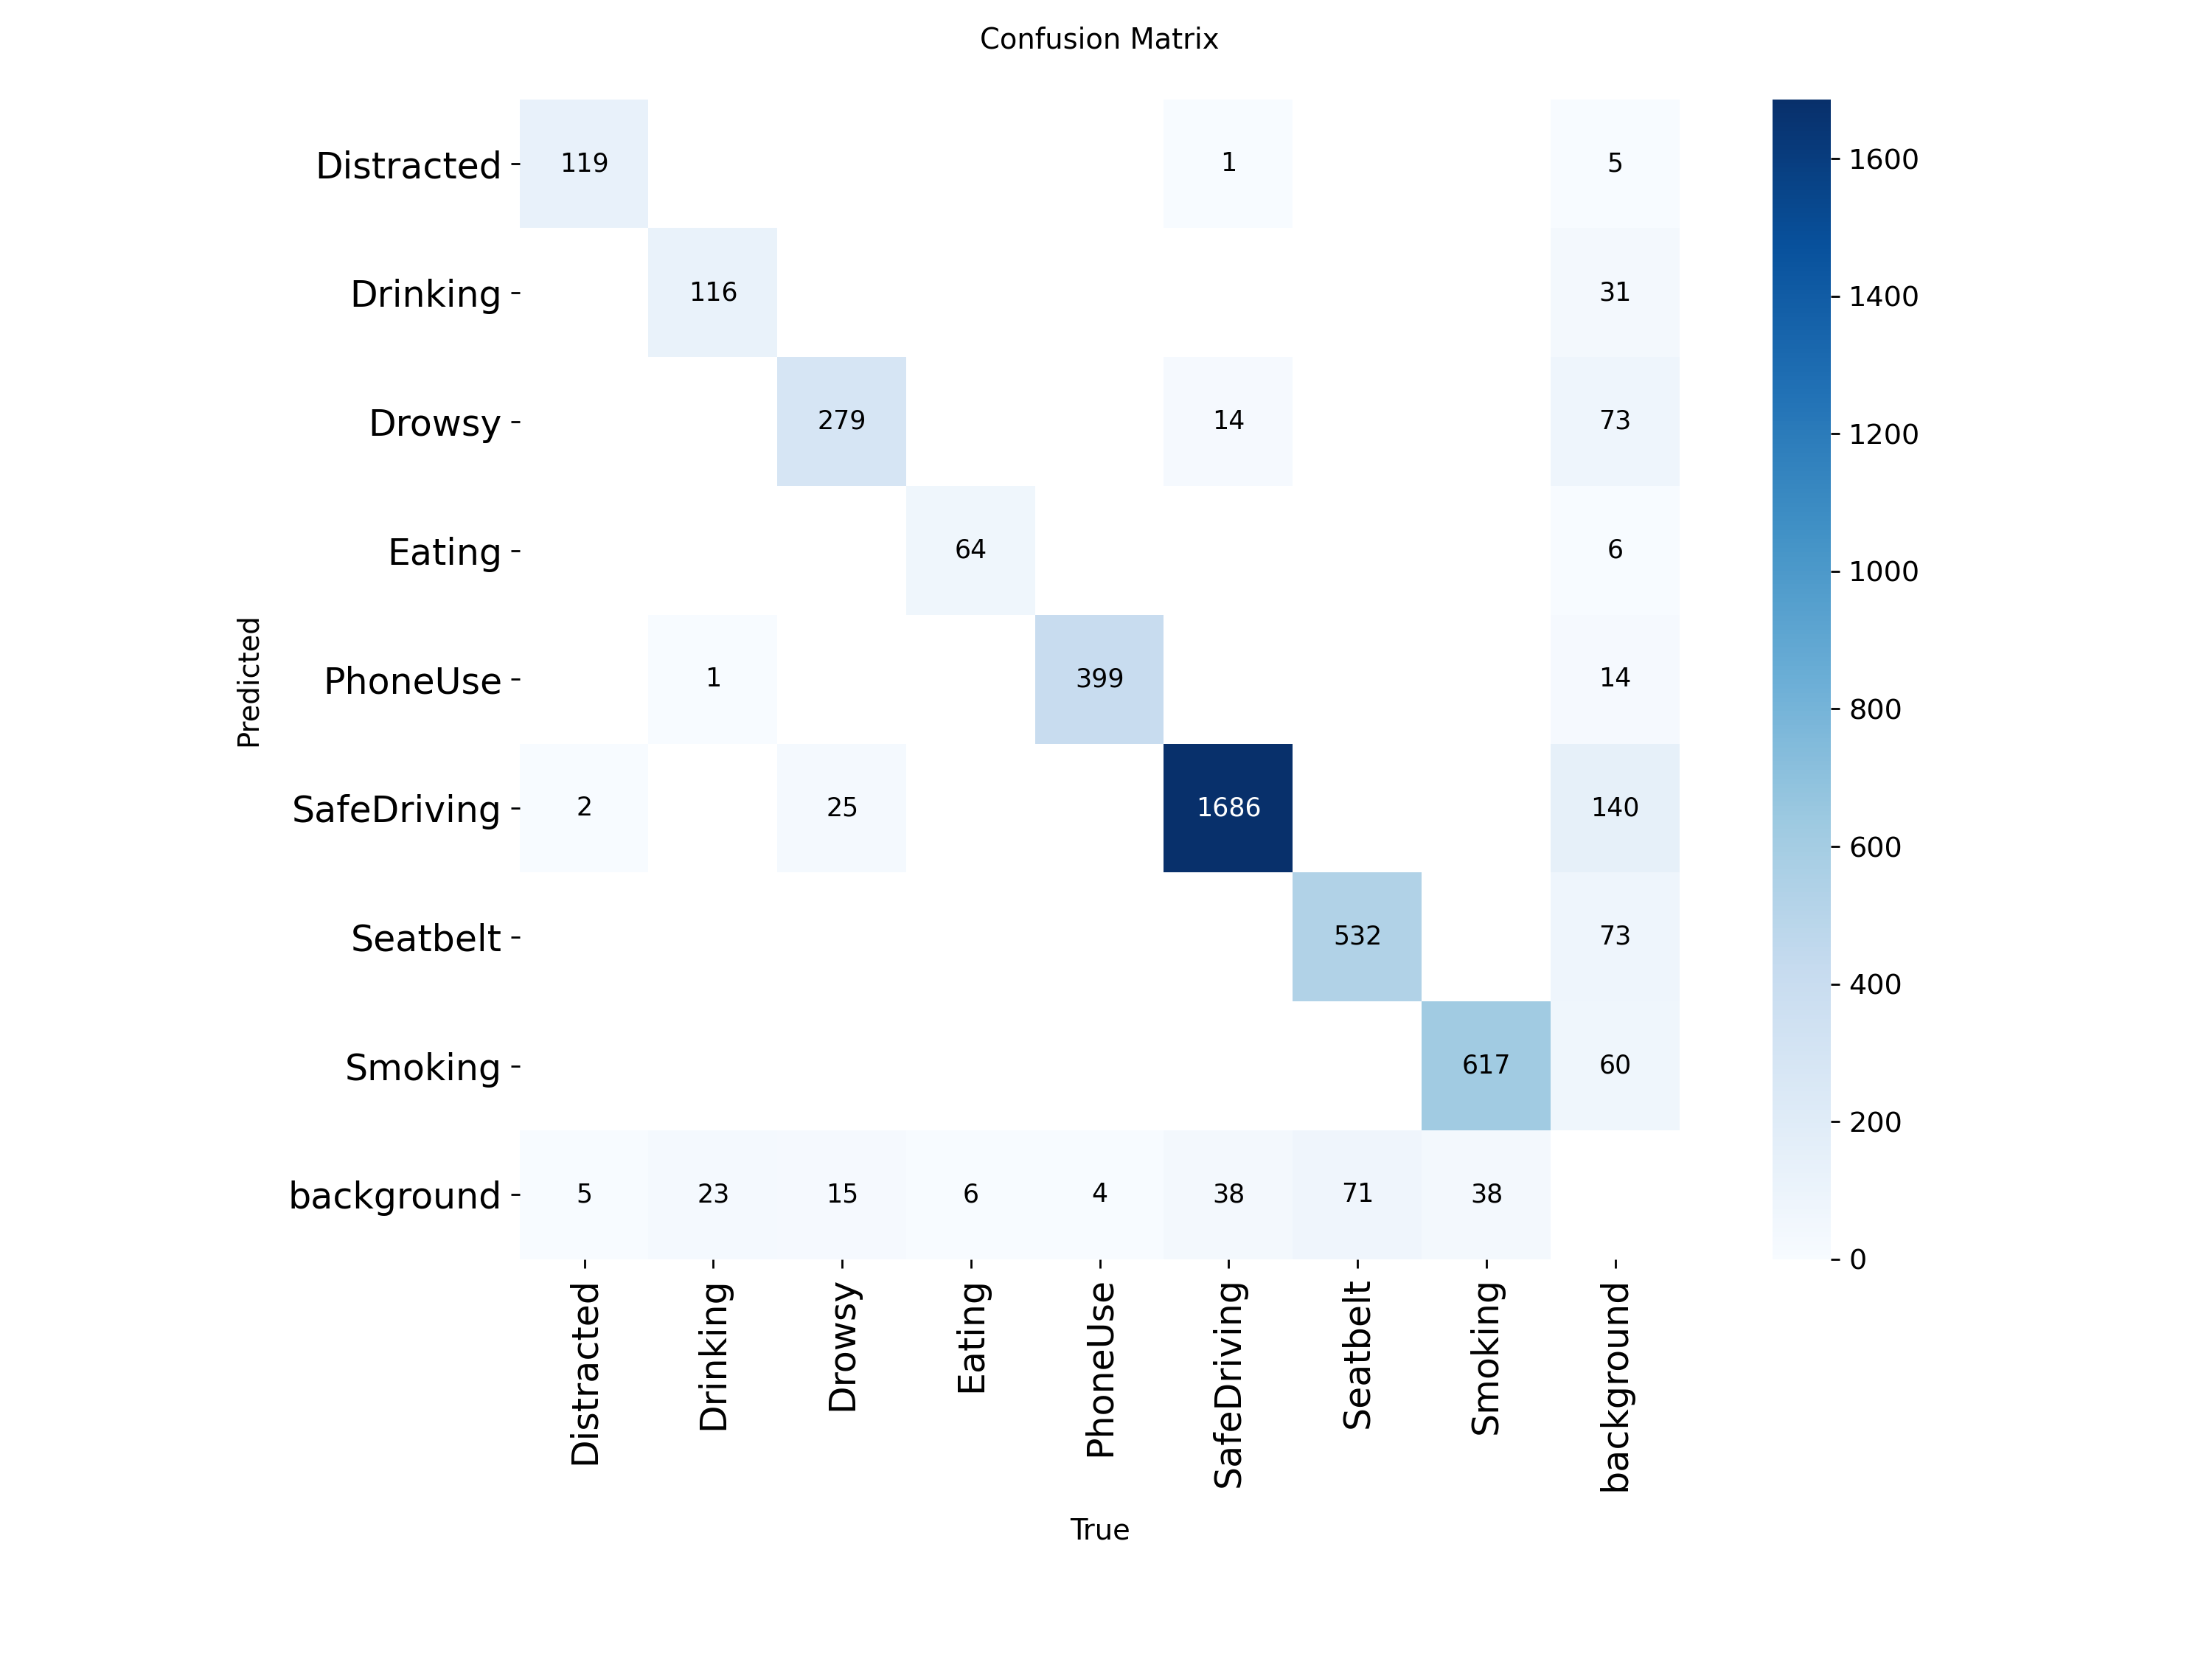 Confusion Matrix
Distracted 119 1 5
Drinking 116 31
Drowsy 279 14 73
Eating 64 6
PhoneUse 1 399 14
SafeDriving 2 25 1686 140
Seatbelt 532 73
Smoking 617 60
background 5 23 15 6 4 38 71 38
Predicted
Distracted Drinking Drowsy Eating PhoneUse SafeDriving Seatbelt Smoking background
True
1600
1400
1200
1000
800
600
400
200
0